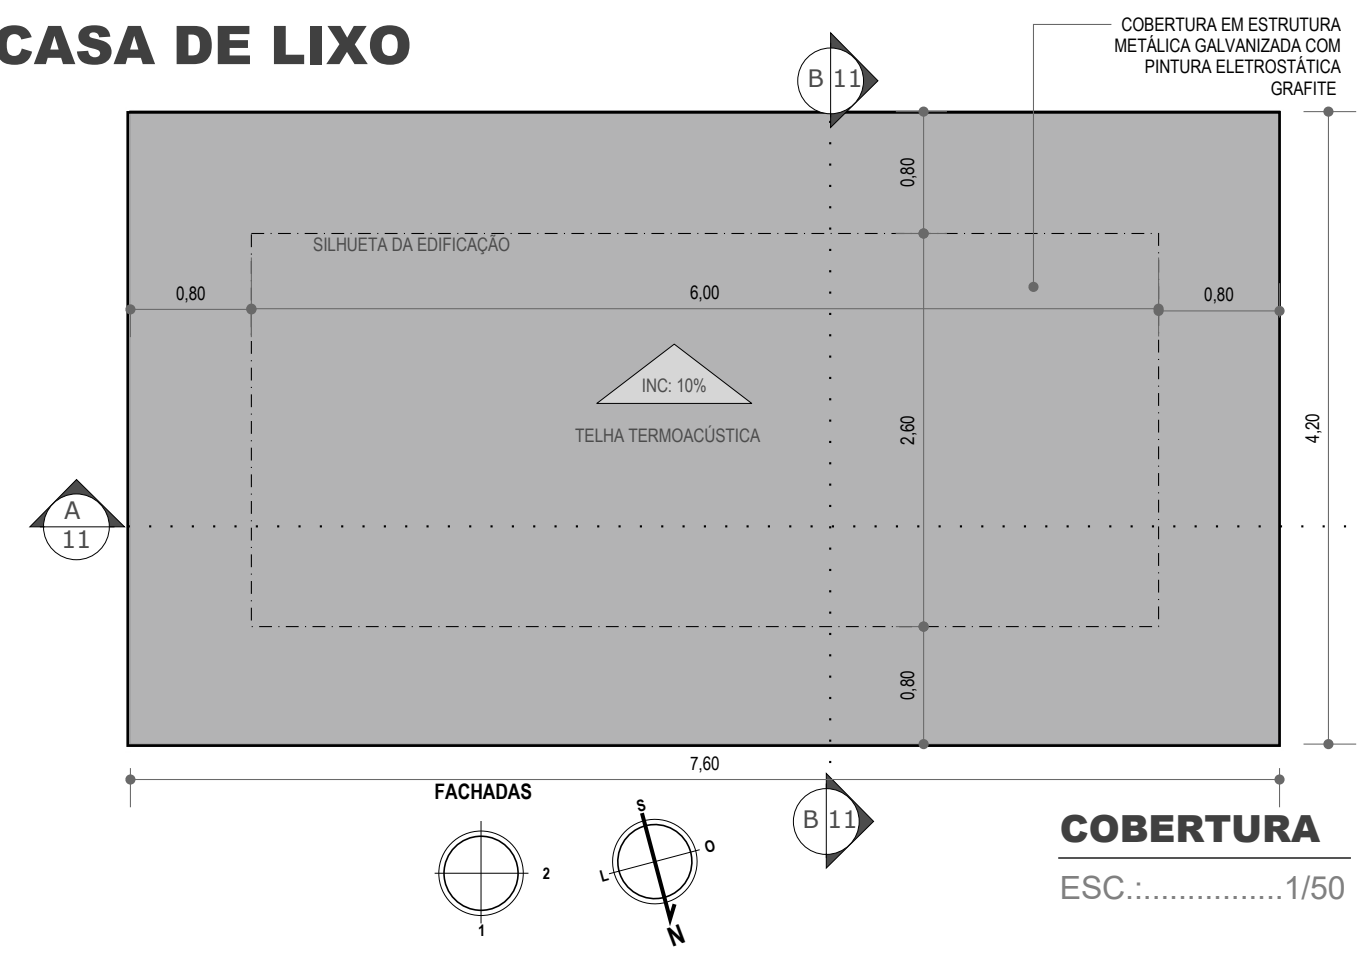 CASA DE LIXO
COBERTURA EM ESTRUTURA
METÁLICA GALVANIZADA COM
PINTURA ELETROSTÁTICA
GRAFITE
B 11
0,80
SILHUETA DA EDIFICAÇÃO
0,80
6,00
0,80
INC: 10%
TELHA TERMOACÚSTICA
2,60
4,20
A
11
0,80
7,60
FACHADAS
2
1
S
O
L
N
B 11
COBERTURA
ESC.:................1/50